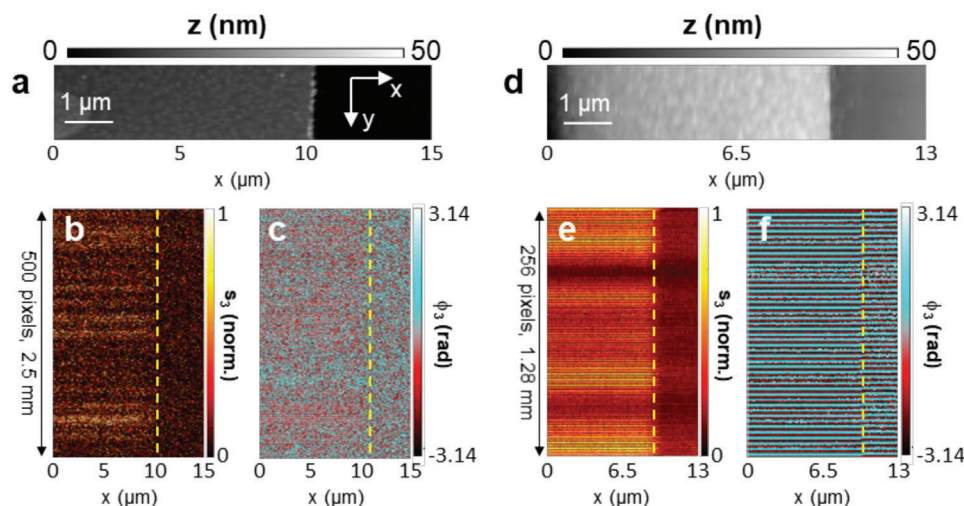 z (nm)
0 50
a
1 µm
x
y
0 5 10 15
x (µm)
z (nm)
0 50
d
1 µm
0 6.5 13
x (µm)
500 pixels, 2.5 mm
b
0 5 10 15
x (µm)
1
s₃ (norm.)
0
c
0 5 10 15
x (µm)
3.14
ϕ₃ (rad)
-3.14
256 pixels, 1.28 mm
e
0 6.5 13
x (µm)
1
s₃ (norm.)
0
f
0 6.5 13
x (µm)
3.14
ϕ₃ (rad)
-3.14